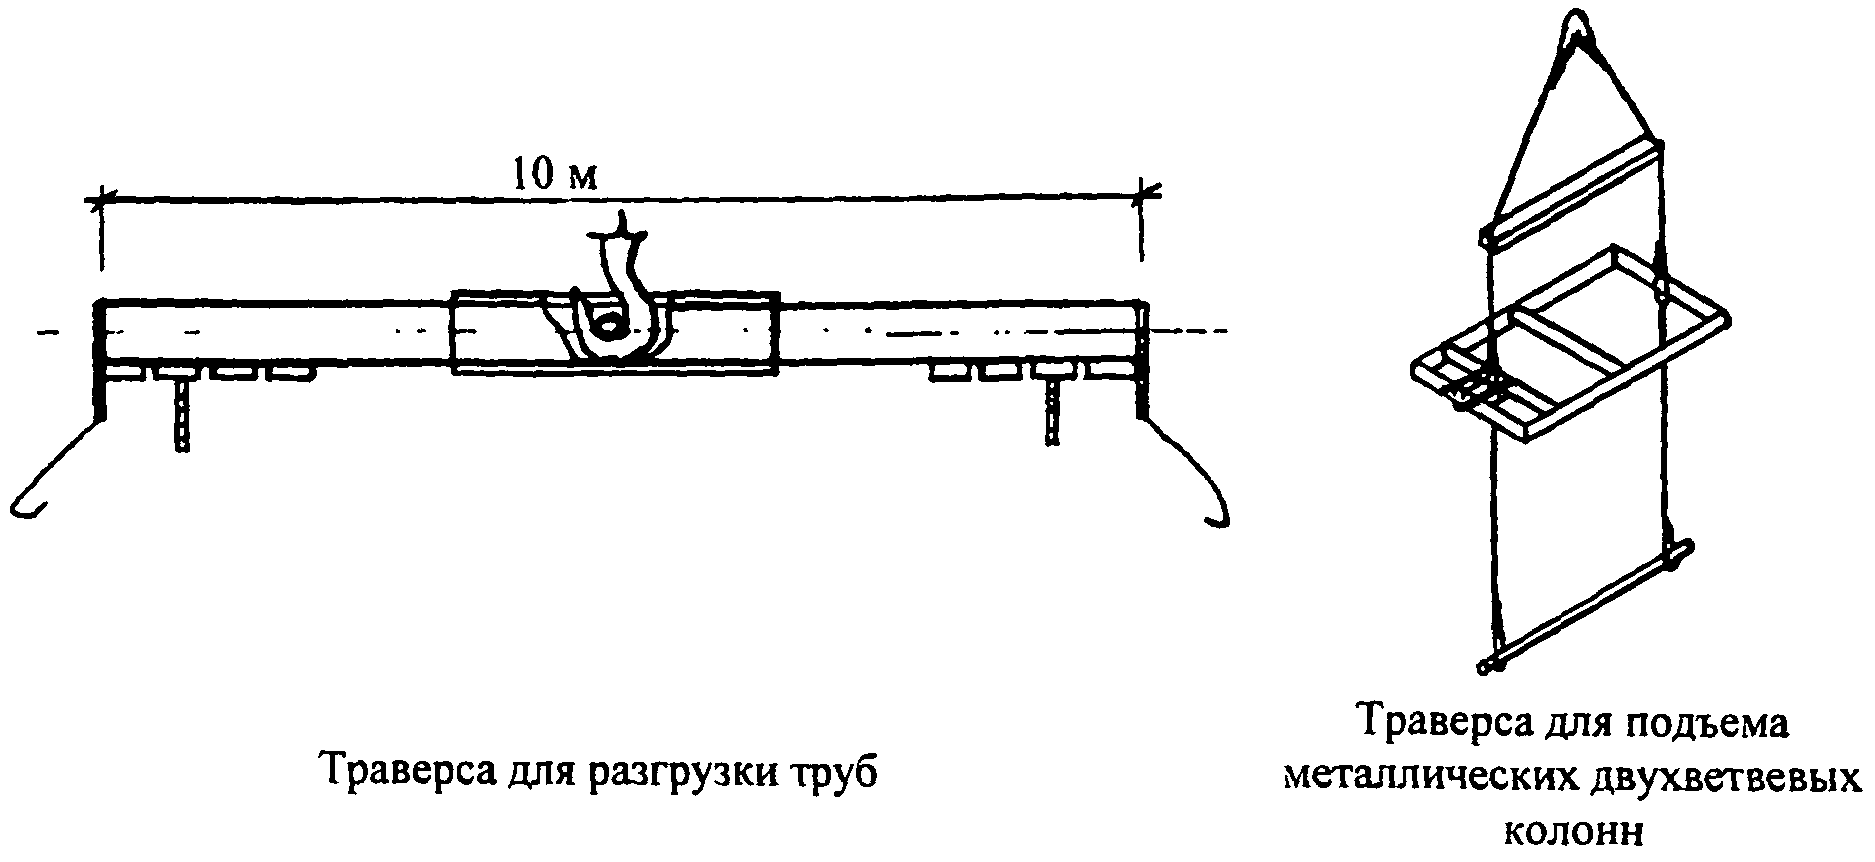 10 м
Траверса для разгрузки труб
Траверса для подъема
металлических двухветвевых
колонн